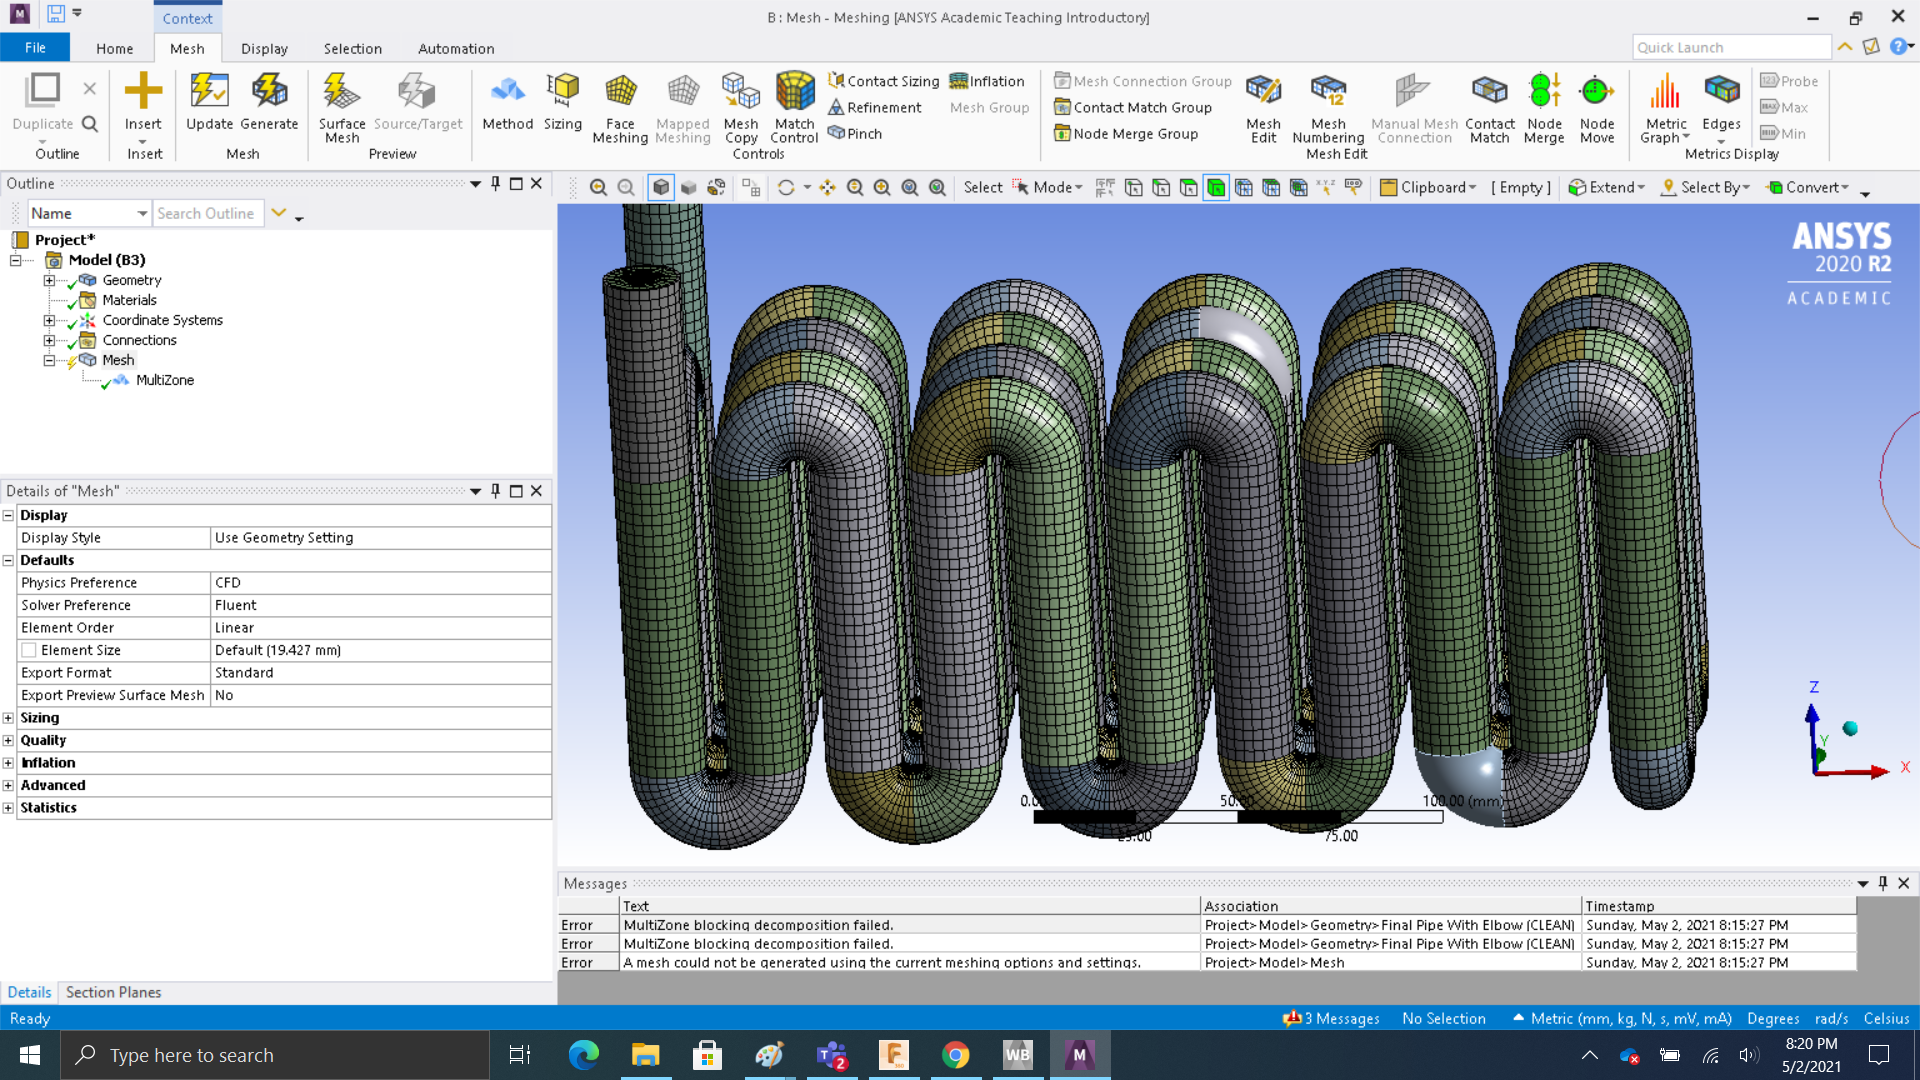 Context
B : Mesh - Meshing [ANSYS Academic Teaching Introductory]
File Home Mesh Display Selection Automation
Quick Launch
Duplicate
Outline
Insert
Insert
Update Generate
Mesh
Surface Mesh Source/Target
Preview
Method Sizing Face Meshing Mapped Meshing Mesh Copy Match Control
Contact Sizing
Refinement
Pinch
Inflation
Mesh Group
Controls
Mesh Connection Group
Contact Match Group
Node Merge Group
Mesh Edit Mesh Numbering Manual Mesh Connection Contact Match Node Merge Node Move
Mesh Edit
Metric Graph Edges
Probe
Max
Min
Metrics Display
Outline
Name Search Outline
Select Mode Clipboard [ Empty ] Extend Select By Convert
Project*
Model (B3)
Geometry
Materials
Coordinate Systems
Connections
Mesh
MultiZone
ANSYS
2020 R2
ACADEMIC
Details of "Mesh"
Display
Display Style Use Geometry Setting
Defaults
Physics Preference CFD
Solver Preference Fluent
Element Order Linear
Element Size Default (19.427 mm)
Export Format Standard
Export Preview Surface Mesh No
Sizing
Quality
Inflation
Advanced
Statistics
Z
Y
X
50.00
100.00 (mm)
75.00
Messages
Text Association Timestamp
Error MultiZone blocking decomposition failed. Project>Model>Geometry>Final Pipe With Elbow (CLEAN) Sunday, May 2, 2021 8:15:27 PM
Error MultiZone blocking decomposition failed. Project>Model>Geometry>Final Pipe With Elbow (CLEAN) Sunday, May 2, 2021 8:15:27 PM
Error A mesh could not be generated using the current meshing options and settings. Project>Model>Mesh Sunday, May 2, 2021 8:15:27 PM
Details Section Planes
Ready
3 Messages No Selection Metric (mm, kg, N, s, mV, mA) Degrees rad/s Celsius
Type here to search
2
WB
M
8:20 PM
5/2/2021